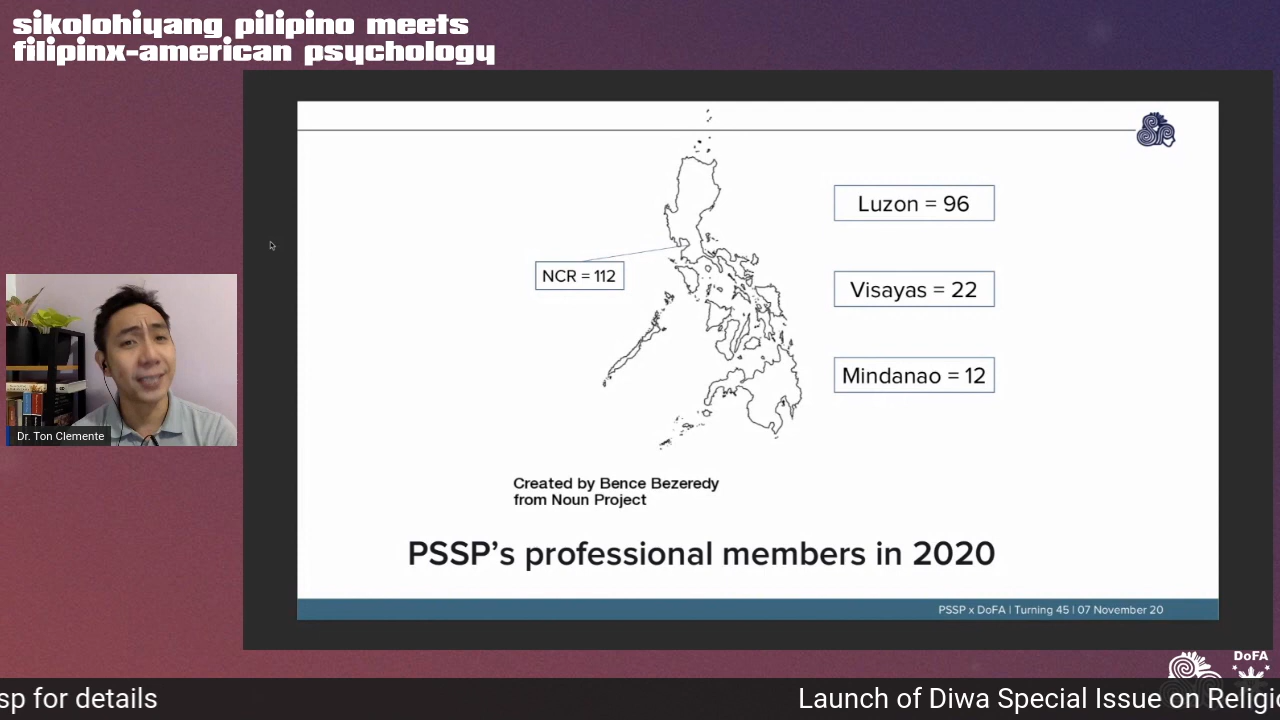 sikolohiyang pilipino meets
filipinx-american psychology
Luzon = 96
NCR = 112
Visayas = 22
Mindanao = 12
Dr. Ton Clemente
Created by Bence Bezeredy
from Noun Project
PSSP's professional members in 2020
PSSP x DoFA | Turning 45 | 07 November 20
DoFA
for details
Launch of Diwa Special Issue on